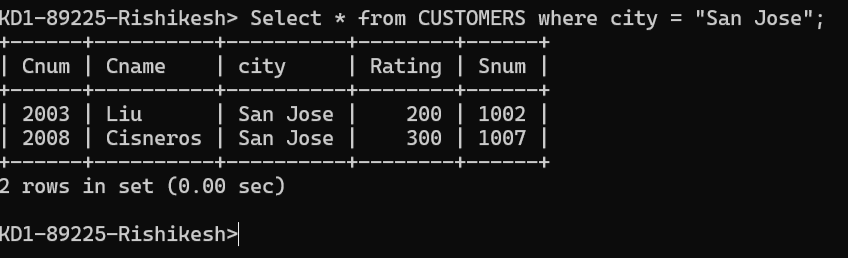 KD1-89225-Rishikesh> Select * from CUSTOMERS where city = "San Jose";
+------+----------+----------+--------+------+
| Cnum | Cname    | city     | Rating | Snum |
+------+----------+----------+--------+------+
| 2003 | Liu      | San Jose |    200 | 1002 |
| 2008 | Cisneros | San Jose |    300 | 1007 |
+------+----------+----------+--------+------+
2 rows in set (0.00 sec)
KD1-89225-Rishikesh>